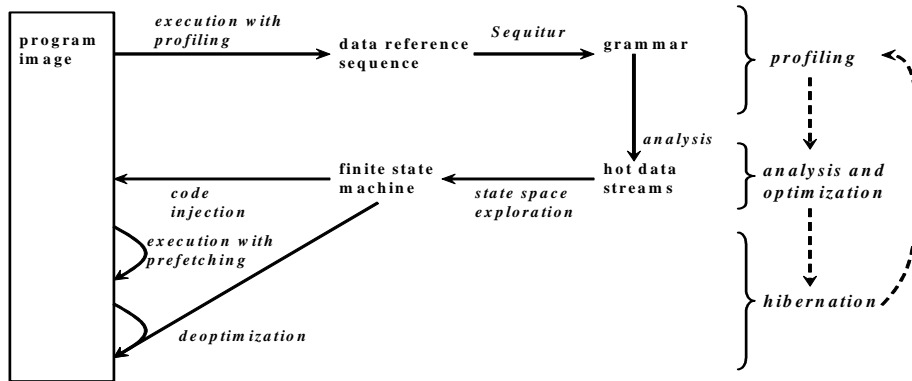 execution with
profiling
program
image
data reference
sequence
Sequitur
grammar
profiling
analysis
finite state
machine
hot data
streams
analysis and
optimization
code
injection
state space
exploration
execution with
prefetching
hibernation
deoptimization